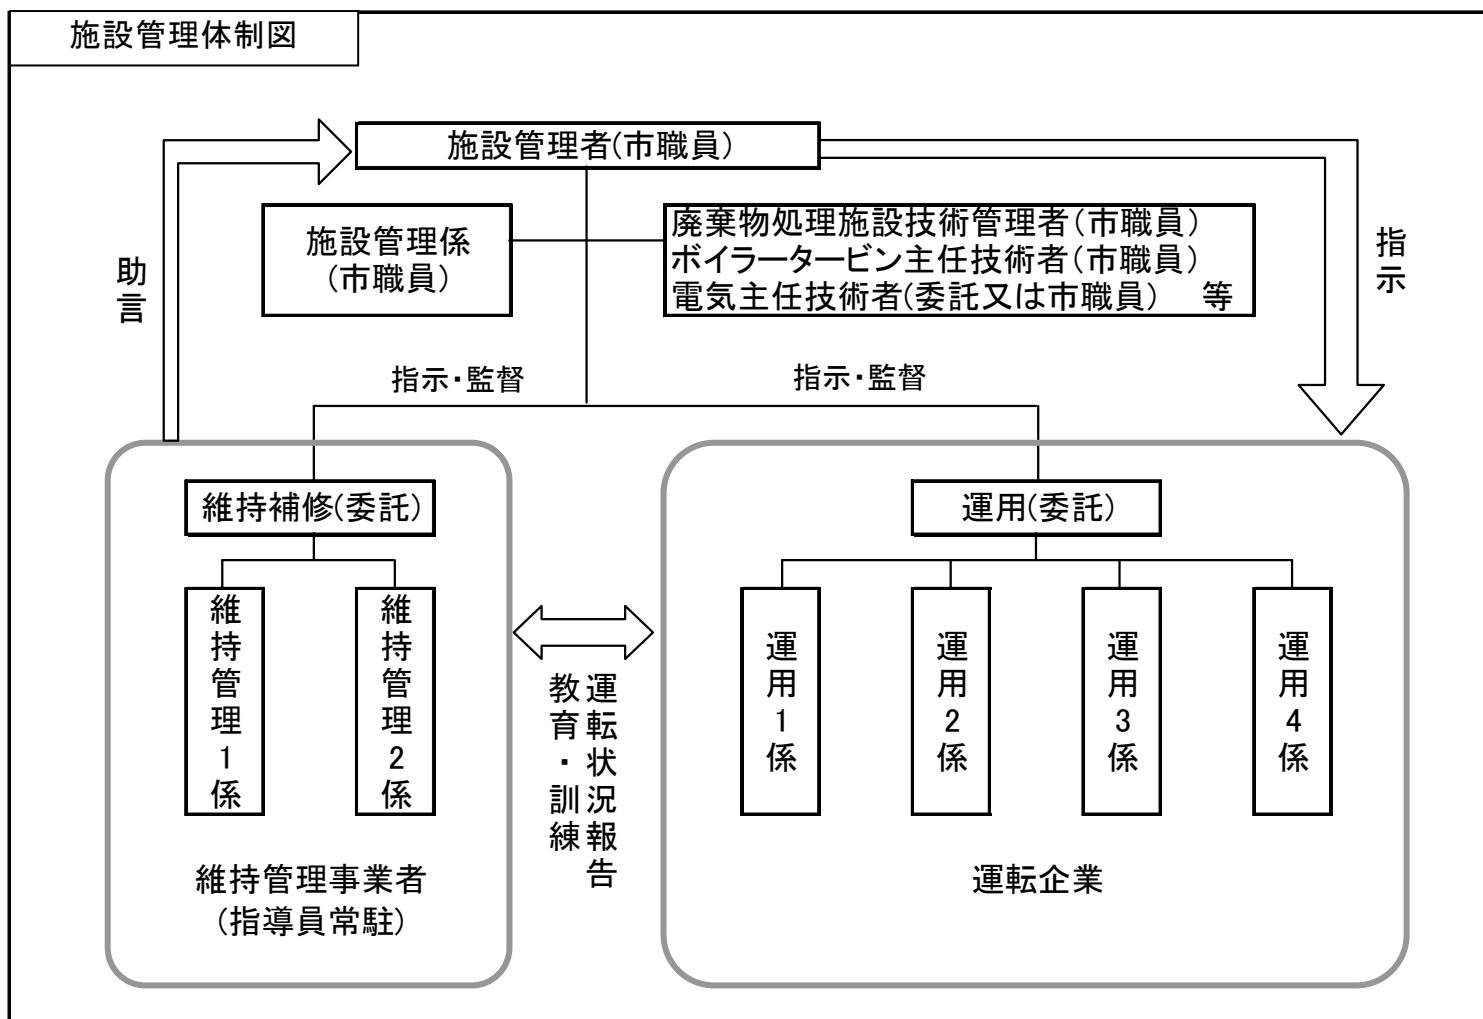 施設管理体制図
施設管理者(市職員)
施設管理係
(市職員)
廃棄物処理施設技術管理者(市職員)
ボイラータービン主任技術者(市職員)
電気主任技術者(委託又は市職員)　等
助言
指示
指示・監督
指示・監督
維持補修(委託)
運用(委託)
維持管理1係
維持管理2係
運転状況報告
教育・訓練
運用1係
運用2係
運用3係
運用4係
維持管理事業者
(指導員常駐)
運転企業